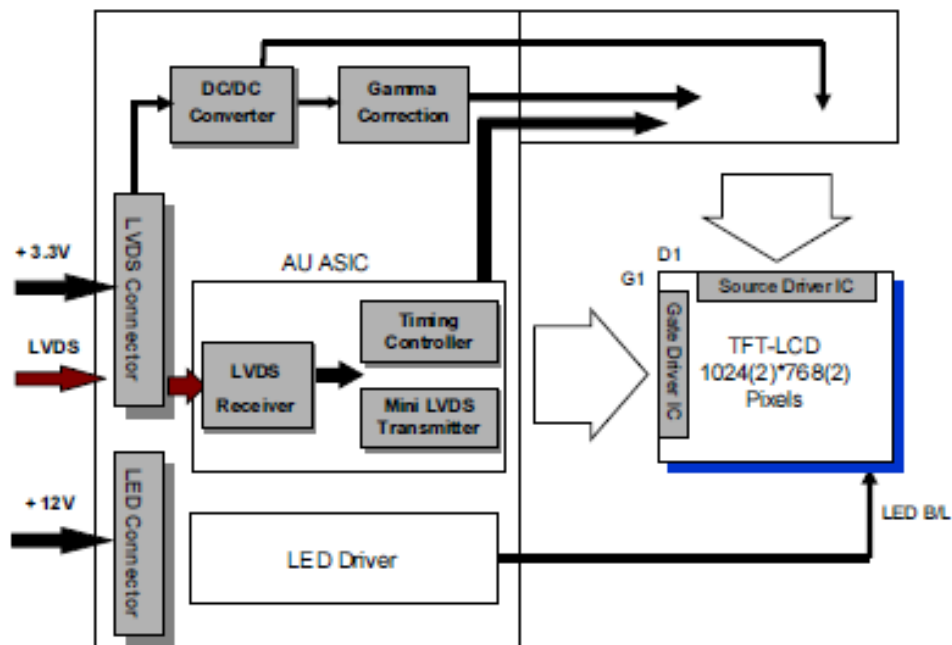 DC/DC
Converter
Gamma
Correction
+ 3.3V
LVDS
LVDS Connector
AU ASIC
LVDS
Receiver
Timing
Controller
Mini LVDS
Transmitter
D1
G1
Source Driver IC
Gate Driver IC
TFT-LCD
1024(2)*768(2)
Pixels
+ 12V
LED Connector
LED Driver
LED B/L